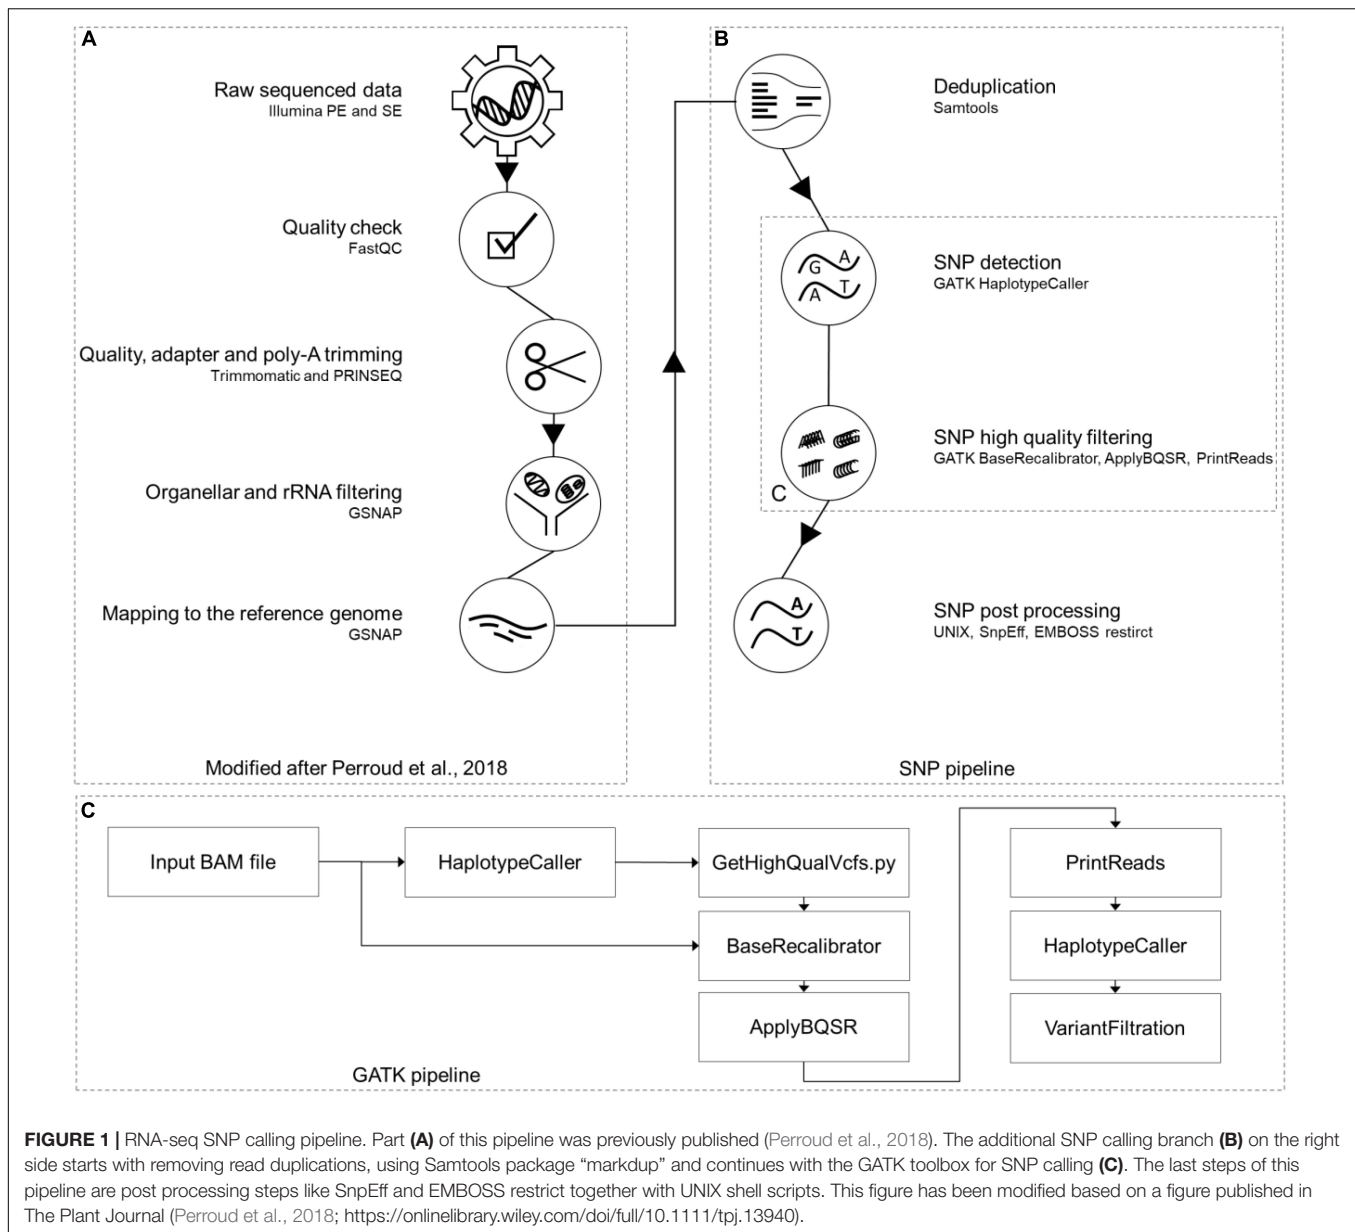 A
Raw sequenced data
Illumina PE and SE
Quality check
FastQC
Quality, adapter and poly-A trimming
Trimmomatic and PRINSEQ
Organellar and rRNA filtering
GSNAP
Mapping to the reference genome
GSNAP
Modified after Perroud et al., 2018
B
Deduplication
Samtools
G A
A T
SNP detection
GATK HaplotypeCaller
SNP high quality filtering
GATK BaseRecalibrator, ApplyBQSR, PrintReads
C
A
T
SNP post processing
UNIX, SnpEff, EMBOSS restirct
SNP pipeline
C
Input BAM file
HaplotypeCaller
GetHighQualVcfs.py
BaseRecalibrator
ApplyBQSR
PrintReads
HaplotypeCaller
VariantFiltration
GATK pipeline
FIGURE 1 | RNA-seq SNP calling pipeline. Part (A) of this pipeline was previously published (Perroud et al., 2018). The additional SNP calling branch (B) on the right
side starts with removing read duplications, using Samtools package “markdup” and continues with the GATK toolbox for SNP calling (C). The last steps of this
pipeline are post processing steps like SnpEff and EMBOSS restrict together with UNIX shell scripts. This figure has been modified based on a figure published in
The Plant Journal (Perroud et al., 2018; https://onlinelibrary.wiley.com/doi/full/10.1111/tpj.13940).